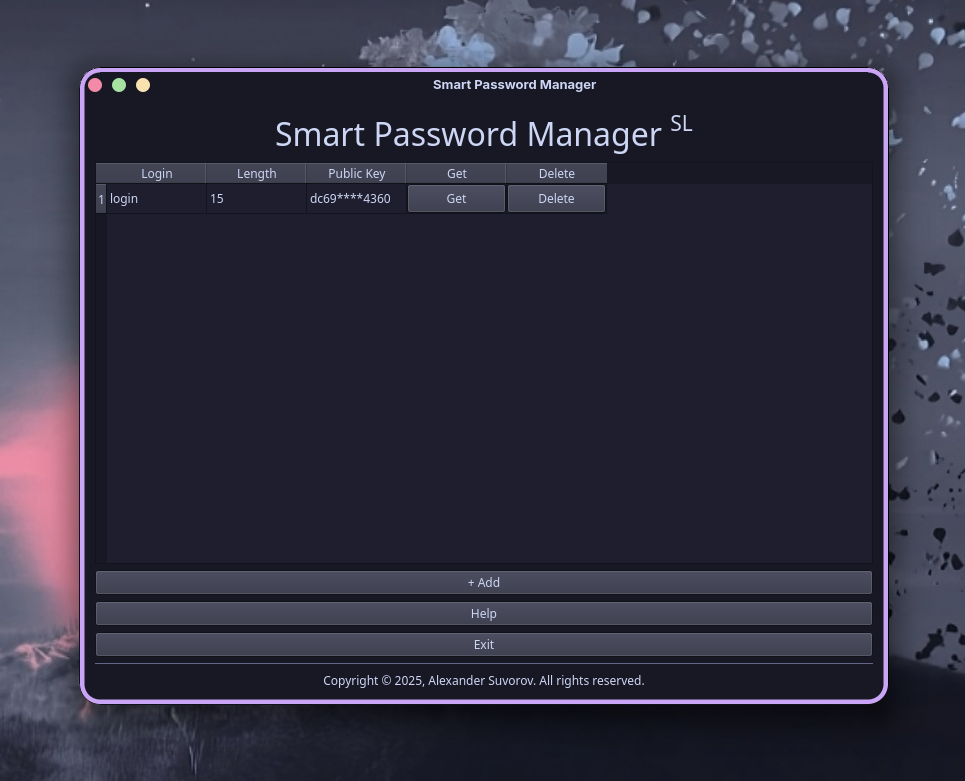 Smart Password Manager
Smart Password Manager SL
Login Length Public Key Get Delete
1 login 15 dc69****4360 Get Delete
+ Add
Help
Exit
Copyright © 2025, Alexander Suvorov. All rights reserved.